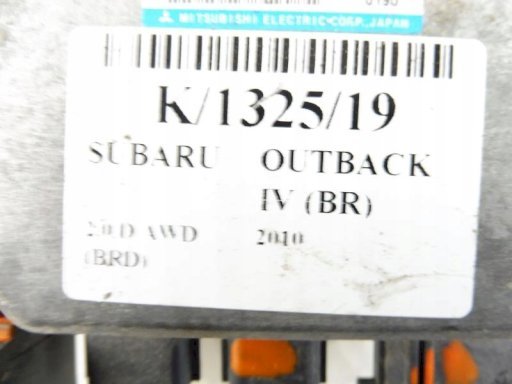 MITSUBISHI ELECTRIC CORP., JAPAN
K/1325/19
SUBARU OUTBACK
IV (BR)
2.0 D AWD 2010
(BRD)